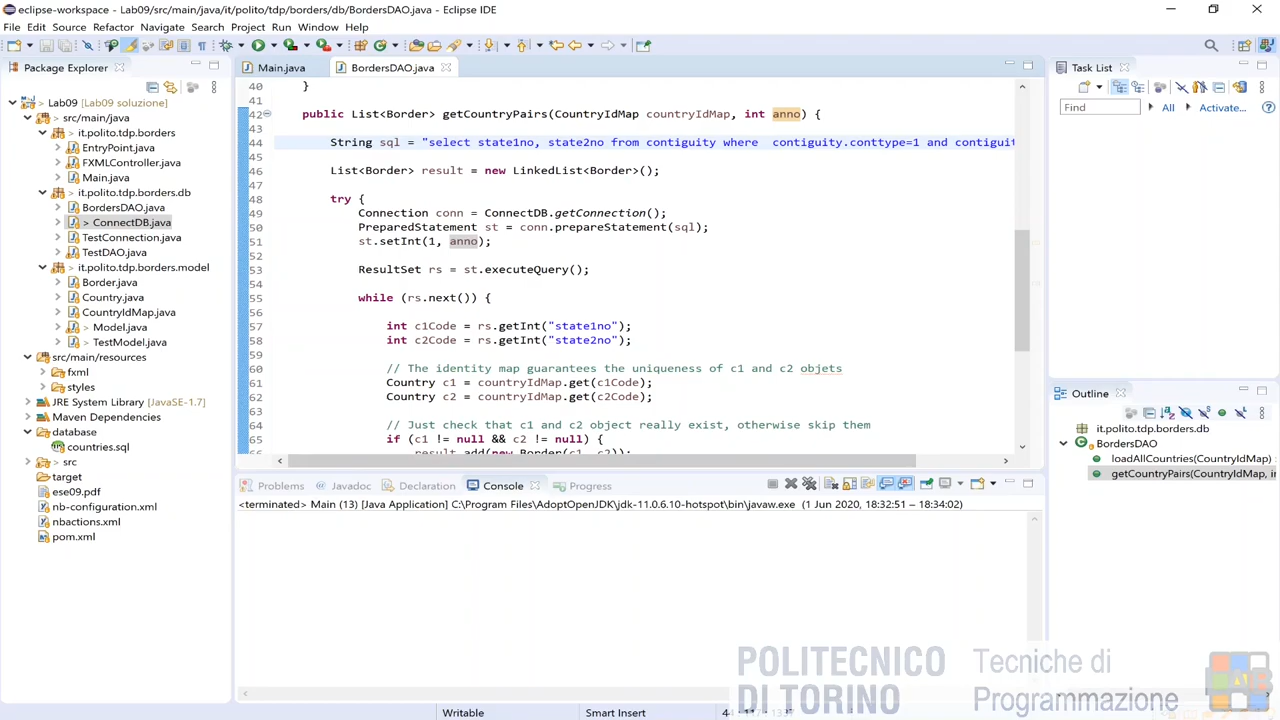 eclipse-workspace - Lab09/src/main/java/it/polito/tdp/borders/db/BordersDAO.java - Eclipse IDE
File Edit Source Refactor Navigate Search Project Run Window Help
Package Explorer
Lab09 [Lab09 soluzione]
src/main/java
it.polito.tdp.borders
EntryPoint.java
FXMLController.java
Main.java
it.polito.tdp.borders.db
BordersDAO.java
> ConnectDB.java
TestConnection.java
TestDAO.java
> it.polito.tdp.borders.model
Border.java
Country.java
CountryIdMap.java
> Model.java
> TestModel.java
src/main/resources
fxml
styles
JRE System Library [JavaSE-1.7]
Maven Dependencies
database
countries.sql
> src
target
ese09.pdf
nb-configuration.xml
nbactions.xml
pom.xml
Main.java BordersDAO.java
40 }
41
42 public List<Border> getCountryPairs(CountryIdMap countryIdMap, int anno) {
43
44 String sql = "select state1no, state2no from contiguity where  contiguity.conttype=1 and contiguit
45
46 List<Border> result = new LinkedList<Border>();
47
48 try {
49 Connection conn = ConnectDB.getConnection();
50 PreparedStatement st = conn.prepareStatement(sql);
51 st.setInt(1, anno);
52
53 ResultSet rs = st.executeQuery();
54
55 while (rs.next()) {
56
57 int c1Code = rs.getInt("state1no");
58 int c2Code = rs.getInt("state2no");
59
60 // The identity map guarantees the uniqueness of c1 and c2 objets
61 Country c1 = countryIdMap.get(c1Code);
62 Country c2 = countryIdMap.get(c2Code);
63
64 // Just check that c1 and c2 object really exist, otherwise skip them
65 if (c1 != null && c2 != null) {
66 result.add(new Border(c1, c2));
Problems Javadoc Declaration Console Progress
<terminated> Main (13) [Java Application] C:\Program Files\AdoptOpenJDK\jdk-11.0.6.10-hotspot\bin\javaw.exe (1 Jun 2020, 18:32:51 – 18:34:02)
Task List
Find All Activate...
Outline
it.polito.tdp.borders.db
BordersDAO
loadAllCountries(CountryIdMap) :
getCountryPairs(CountryIdMap, in
POLITECNICO
DI TORINO
Tecniche di
Programmazione
Writable Smart Insert